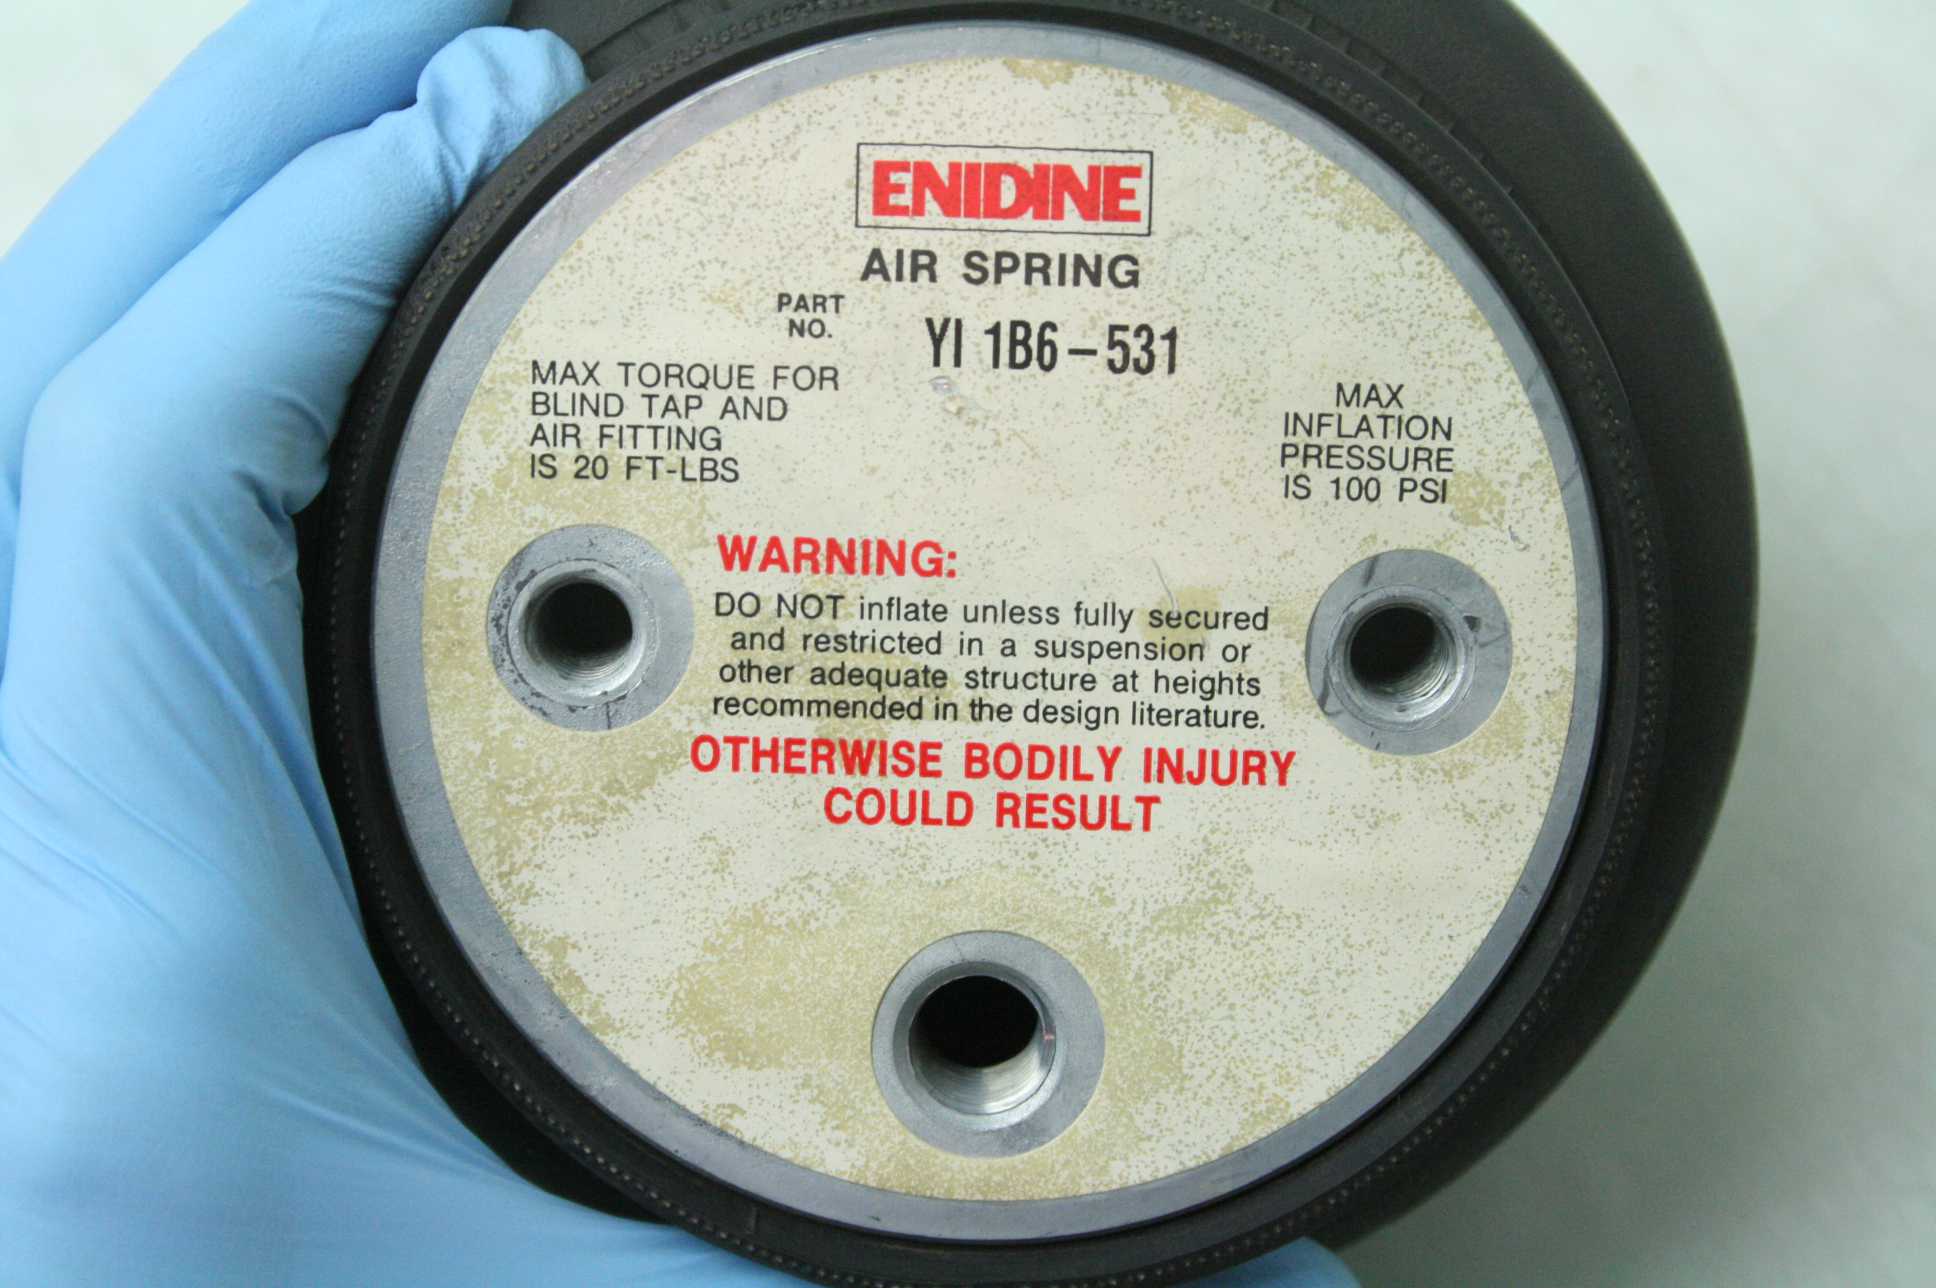 ENIDINE
AIR SPRING
PART
NO.
YI 1B6-531
MAX TORQUE FOR
BLIND TAP AND
AIR FITTING
IS 20 FT-LBS
MAX
INFLATION
PRESSURE
IS 100 PSI
WARNING:
DO NOT inflate unless fully secured
and restricted in a suspension or
other adequate structure at heights
recommended in the design literature.
OTHERWISE BODILY INJURY
COULD RESULT